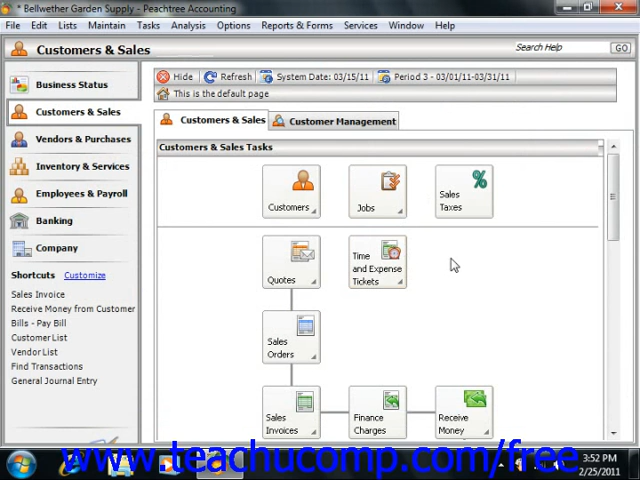 * Bellwether Garden Supply - Peachtree Accounting
File Edit Lists Maintain Tasks Analysis Options Reports & Forms Services Window Help
Customers & Sales
Search Help
GO
Business Status
Customers & Sales
Vendors & Purchases
Inventory & Services
Employees & Payroll
Banking
Company
Shortcuts Customize
Sales Invoice
Receive Money from Customer
Bills - Pay Bill
Customer List
Vendor List
Find Transactions
General Journal Entry
Hide Refresh System Date: 03/15/11 Period 3 - 03/01/11-03/31/11
This is the default page
Customers & Sales Customer Management
Customers & Sales Tasks
Customers
Jobs
Sales
Taxes
Quotes
Time
and Expense
Tickets
Sales
Orders
Sales
Invoices
Finance
Charges
Receive
Money
www.teachucomp.com/free
3:52 PM
2/25/2011